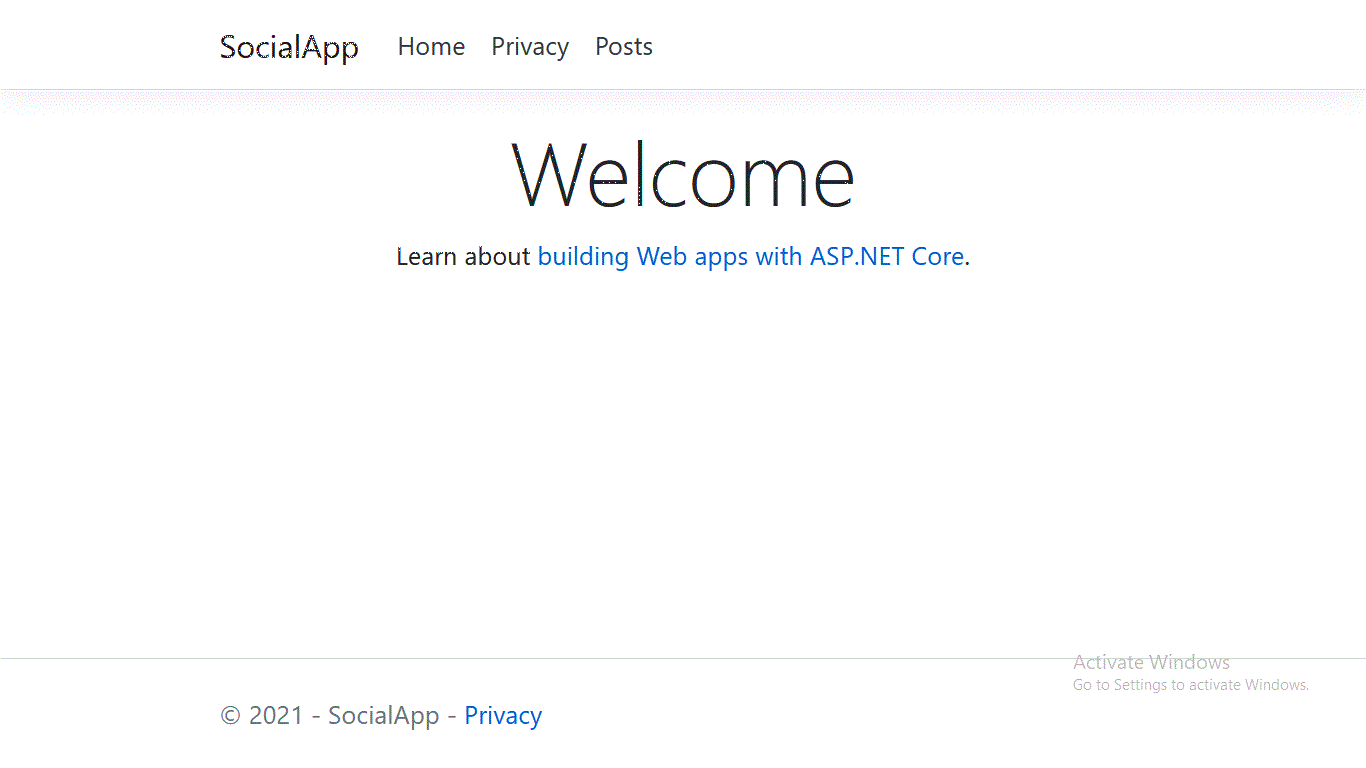 SocialApp Home Privacy Posts
Welcome
Learn about building Web apps with ASP.NET Core.
Activate Windows
Go to Settings to activate Windows.
© 2021 - SocialApp - Privacy